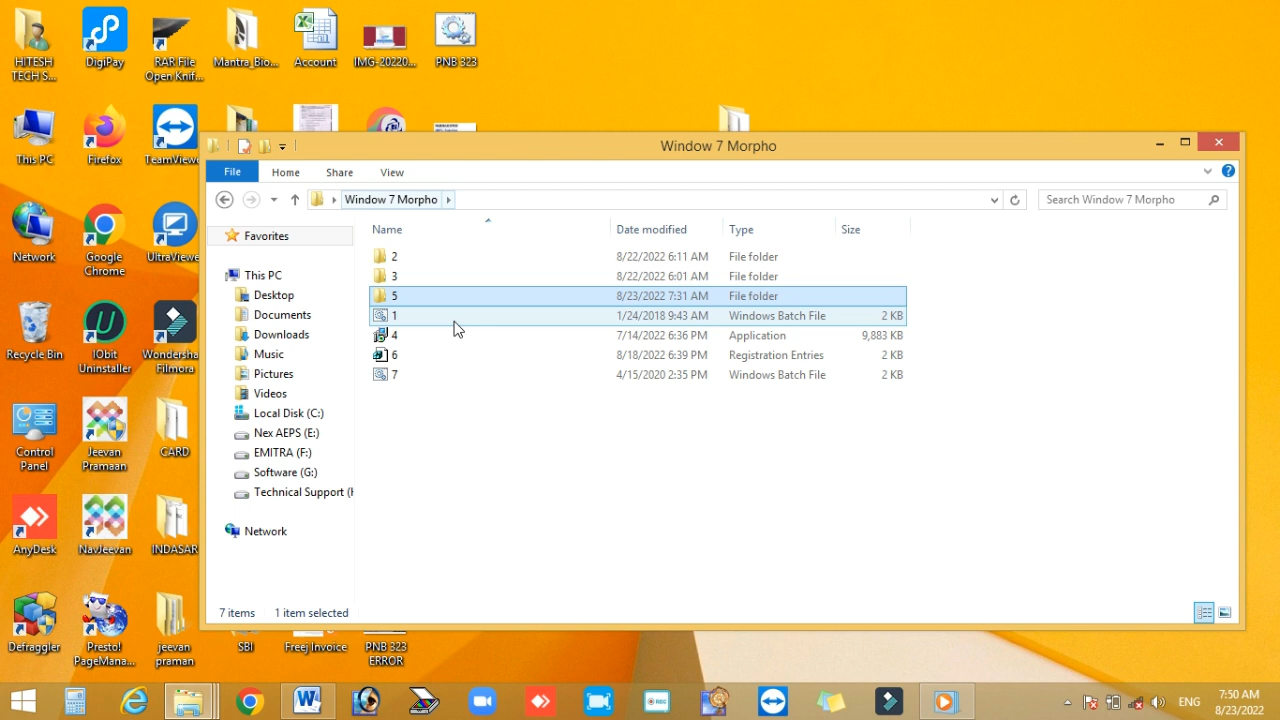 HITESH
TECH S...
DigiPay
RAR File
Open Knif...
Mantra_Bio...
Account
IMG-20220...
PNB 323
This PC
Firefox
TeamViewe
Window 7 Morpho
File
Home
Share
View
Window 7 Morpho
Search Window 7 Morpho
Network
Google
Chrome
UltraViewe
Recycle Bin
IObit
Uninstaller
Wondersha
Filmora
Control
Panel
Jeevan
Pramaan
CARD
AnyDesk
NavJeevan
INDASAR
Defraggler
Presto!
PageMana...
jeevan
praman
SBI
Freej Invoice
PNB 323
ERROR
Favorites
This PC
Desktop
Documents
Downloads
Music
Pictures
Videos
Local Disk (C:)
Nex AEPS (E:)
EMITRA (F:)
Software (G:)
Technical Support (H
Network
Name Date modified Type Size
2 8/22/2022 6:11 AM File folder
3 8/22/2022 6:01 AM File folder
5 8/23/2022 7:31 AM File folder
1 1/24/2018 9:43 AM Windows Batch File 2 KB
4 7/14/2022 6:36 PM Application 9,883 KB
6 8/18/2022 6:39 PM Registration Entries 2 KB
7 4/15/2020 2:35 PM Windows Batch File 2 KB
7 items 1 item selected
REC
ENG
7:50 AM
8/23/2022